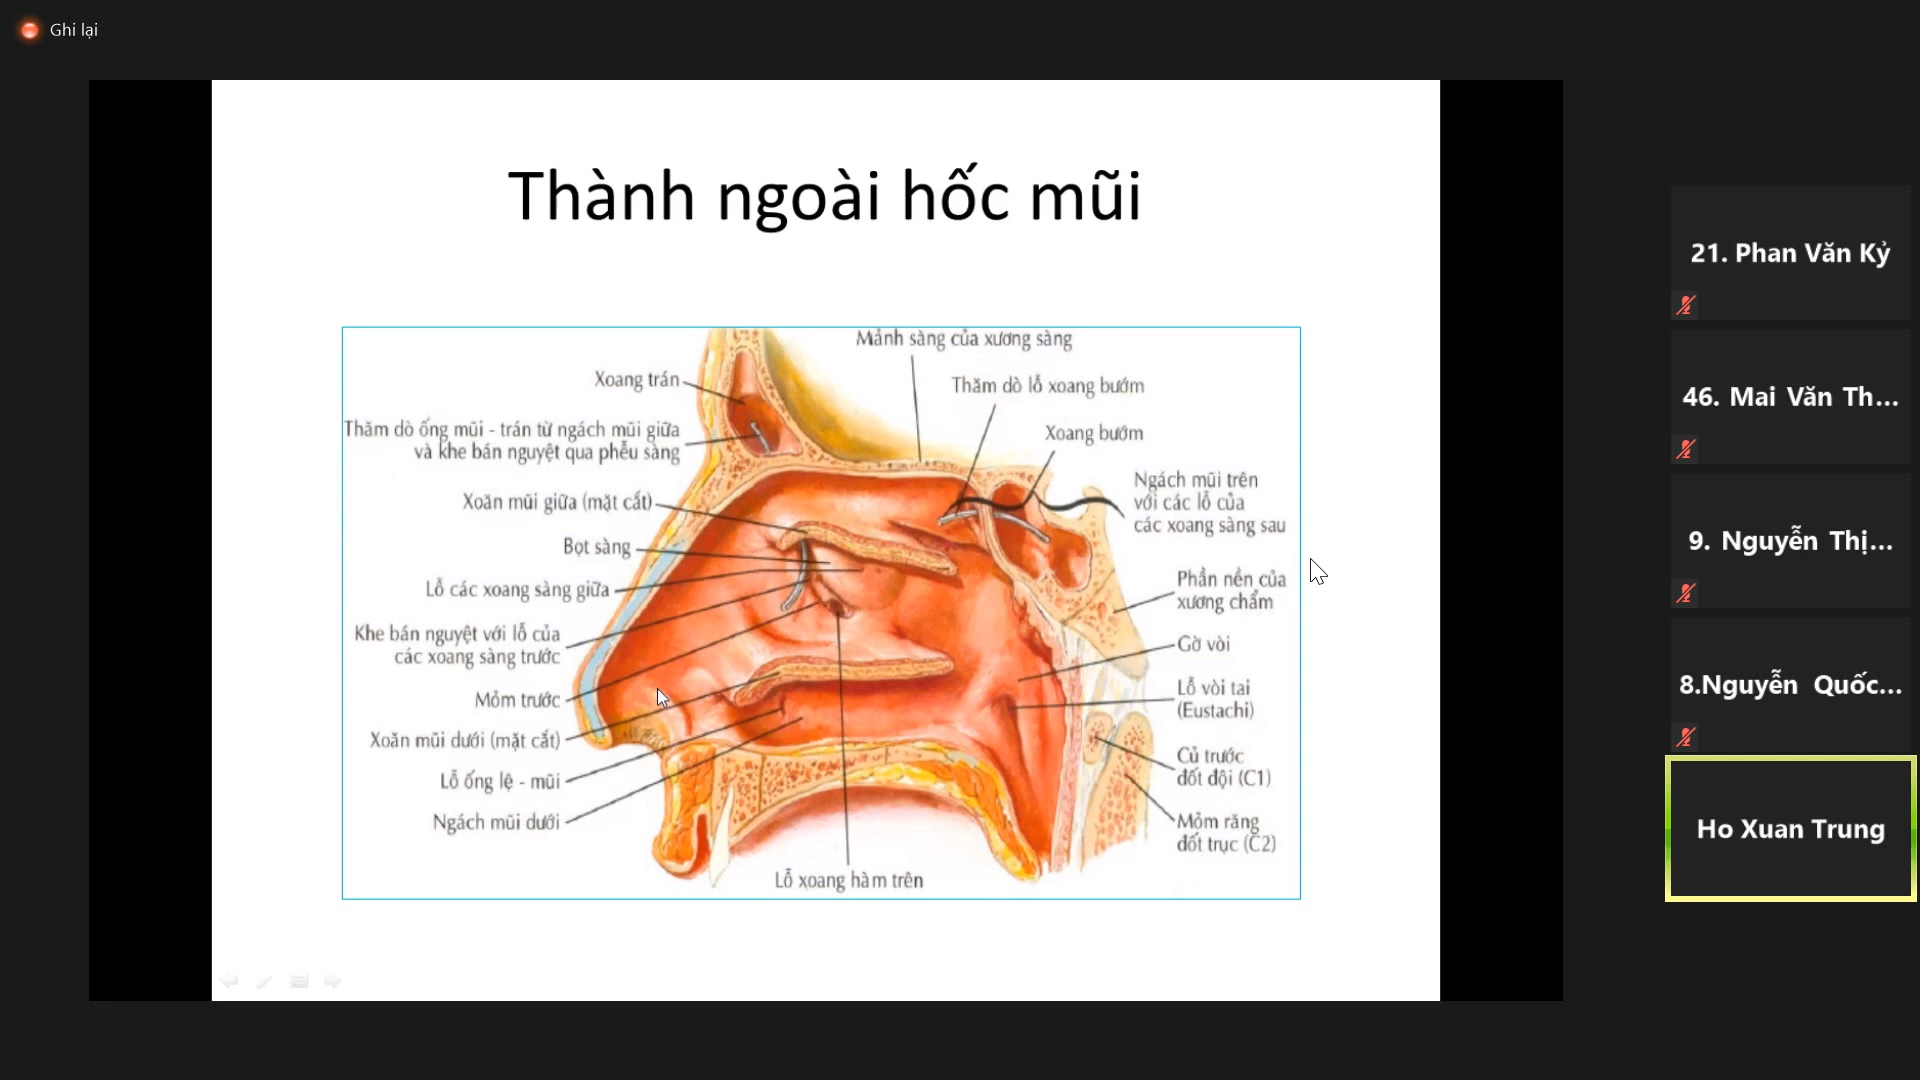 Ghi lại
Thành ngoài hốc mũi
Mảnh sàng của xương sàng
Xoang trán
Thăm dò lỗ xoang bướm
Thăm dò ống mũi - trán từ ngách mũi giữa
và khe bán nguyệt qua phễu sàng
Xoang bướm
Xoăn mũi giữa (mặt cắt)
Ngách mũi trên
với các lỗ của
các xoang sàng sau
Bọt sàng
Lỗ các xoang sàng giữa
Phần nền của
xương chẩm
Khe bán nguyệt với lỗ của
các xoang sàng trước
Gờ vòi
Mỏm trước
Lỗ vòi tai
(Eustachi)
Xoăn mũi dưới (mặt cắt)
Củ trước
đốt đội (C1)
Lỗ ống lệ - mũi
Ngách mũi dưới
Mỏm răng
đốt trục (C2)
Lỗ xoang hàm trên
21. Phan Văn Kỷ
46. Mai Văn Th...
9. Nguyễn Thị...
8.Nguyễn Quốc...
Ho Xuan Trung